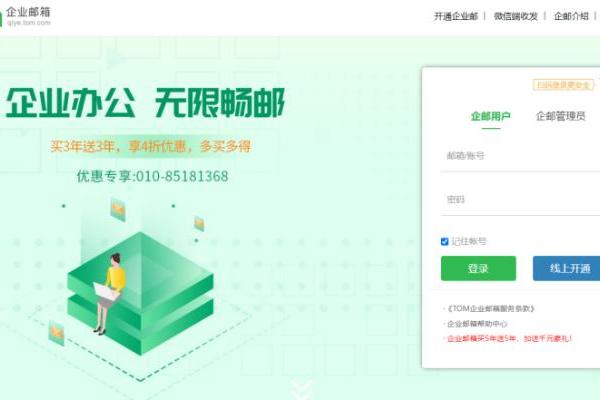 企业邮箱
qiye.tom.com
开通企业邮 | 微信端收发 | 企邮介绍 |
企业办公 无限畅邮
买3年送3年，享4折优惠，多买多得
优惠专享:010-85181368
扫码登录更安全
企邮用户 企邮管理员
邮箱/账号
密码
记住帐号
登录 线上开通
·《TOM企业邮箱服务条款》
·企业邮箱帮助中心
·企业邮箱买5年送5年，加送千元豪礼！